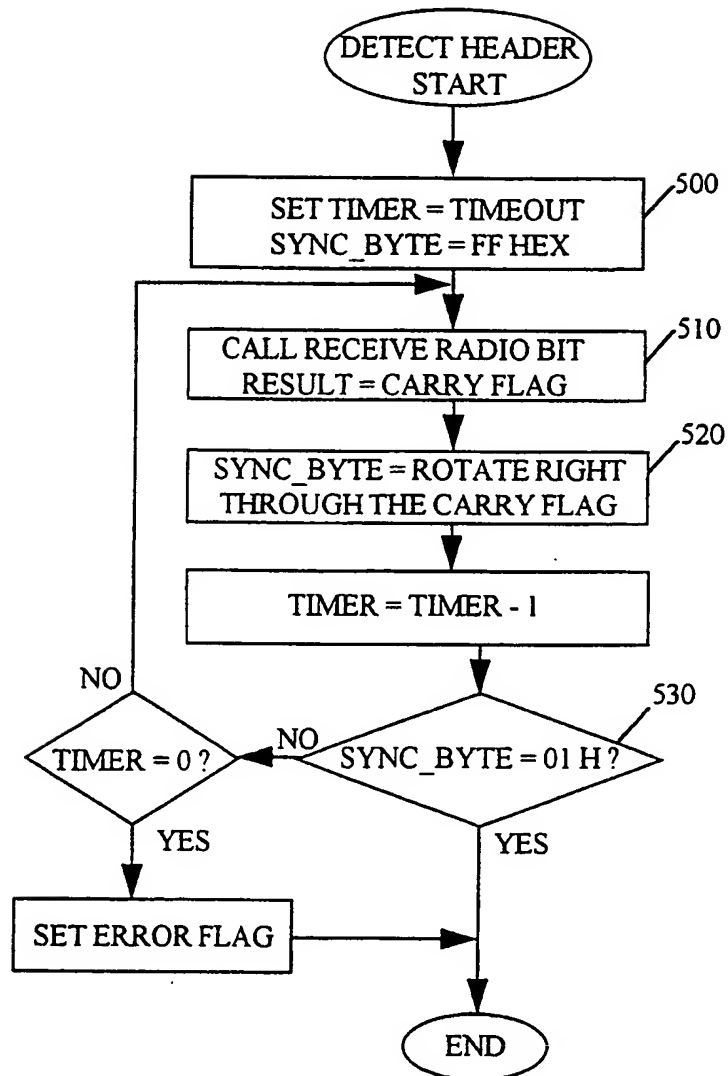 DETECT HEADER
START
500
SET TIMER = TIMEOUT
SYNC_BYTE = FF HEX
510
CALL RECEIVE RADIO BIT
RESULT = CARRY FLAG
520
SYNC_BYTE = ROTATE RIGHT
THROUGH THE CARRY FLAG
TIMER = TIMER - 1
530
NO
TIMER = 0 ?
NO
SYNC_BYTE = 01 H ?
YES
YES
SET ERROR FLAG
END